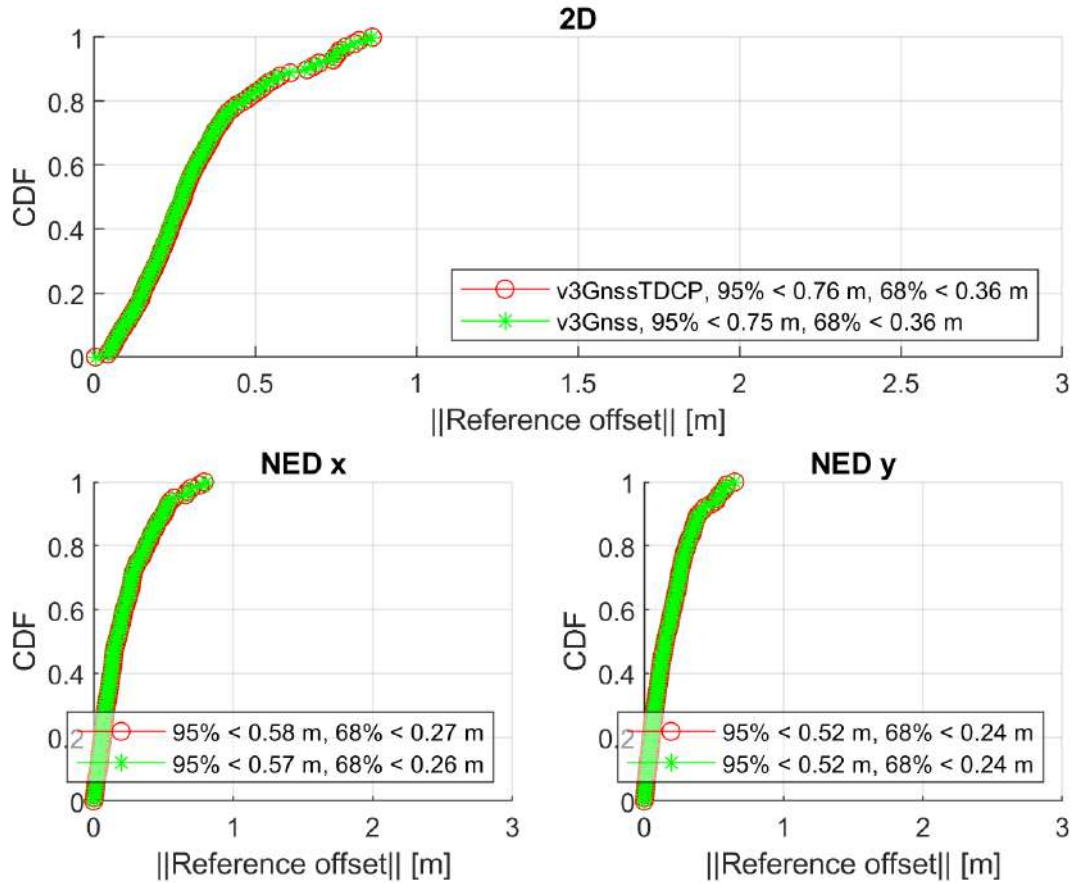 2D
1
0.8
0.6
0.4
0.2
0
CDF
v3GnssTDCP, 95% < 0.76 m, 68% < 0.36 m
v3Gnss, 95% < 0.75 m, 68% < 0.36 m
0 0.5 1 1.5 2 2.5 3
||Reference offset|| [m]
NED x
1
0.8
0.6
0.4
0.2
0
CDF
95% < 0.58 m, 68% < 0.27 m
95% < 0.57 m, 68% < 0.26 m
0 1 2 3
||Reference offset|| [m]
NED y
1
0.8
0.6
0.4
0.2
0
CDF
95% < 0.52 m, 68% < 0.24 m
95% < 0.52 m, 68% < 0.24 m
0 1 2 3
||Reference offset|| [m]